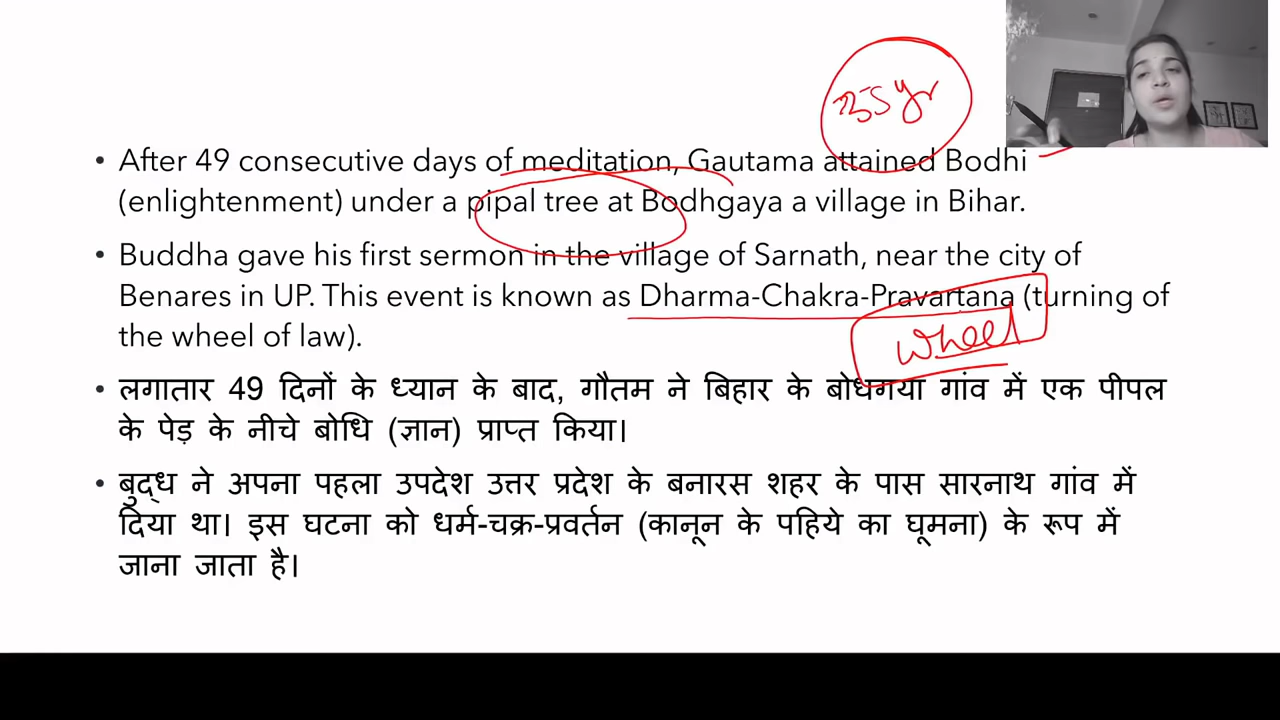 35 yr
• After 49 consecutive days of meditation, Gautama attained Bodhi
(enlightenment) under a pipal tree at Bodhgaya a village in Bihar.
• Buddha gave his first sermon in the village of Sarnath, near the city of
Benares in UP. This event is known as Dharma-Chakra-Pravartana (turning of
the wheel of law).
wheel
• लगातार 49 दिनों के ध्यान के बाद, गौतम ने बिहार के बोधगया गांव में एक पीपल
के पेड़ के नीचे बोधि (ज्ञान) प्राप्त किया।
• बुद्ध ने अपना पहला उपदेश उत्तर प्रदेश के बनारस शहर के पास सारनाथ गांव में
दिया था। इस घटना को धर्म-चक्र-प्रवर्तन (कानून के पहिये का घूमना) के रूप में
जाना जाता है।